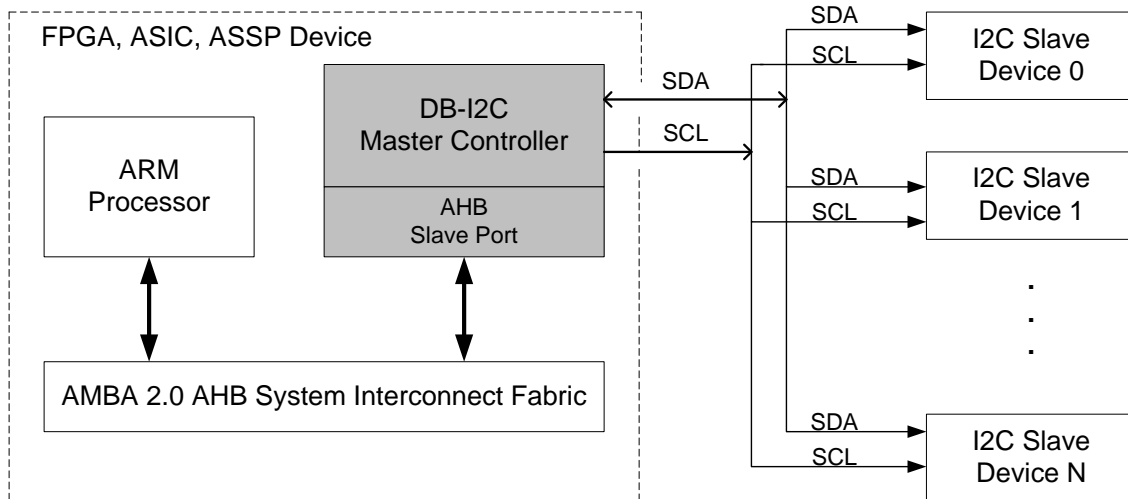 FPGA, ASIC, ASSP Device
ARM
Processor
DB-I2C
Master Controller
AHB
Slave Port
AMBA 2.0 AHB System Interconnect Fabric
SDA
SCL
SDA
SCL
I2C Slave
Device 0
SDA
SCL
I2C Slave
Device 1
.
.
.
SDA
SCL
I2C Slave
Device N